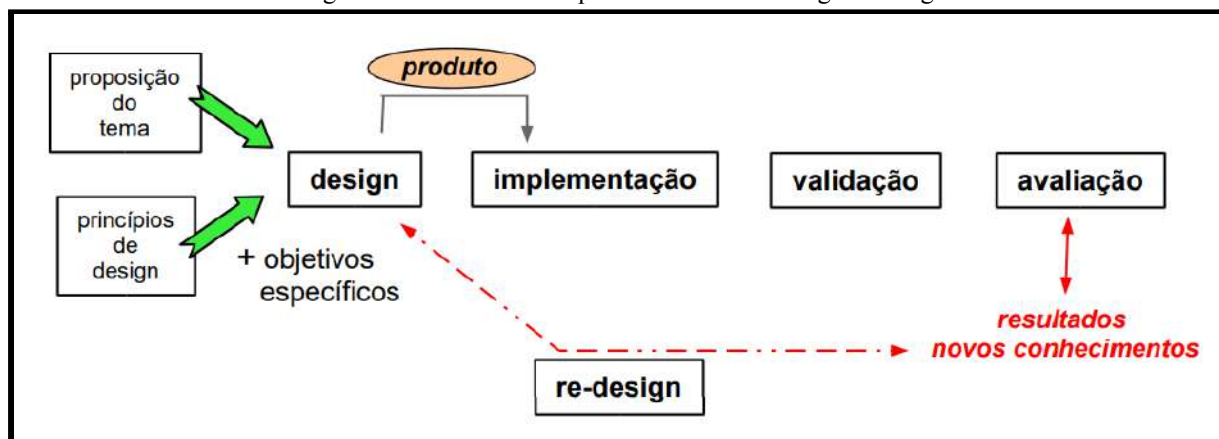 proposição
do
tema
produto
design
implementação
validação
avaliação
princípios
de
design
+ objetivos
específicos
resultados
novos conhecimentos
re-design